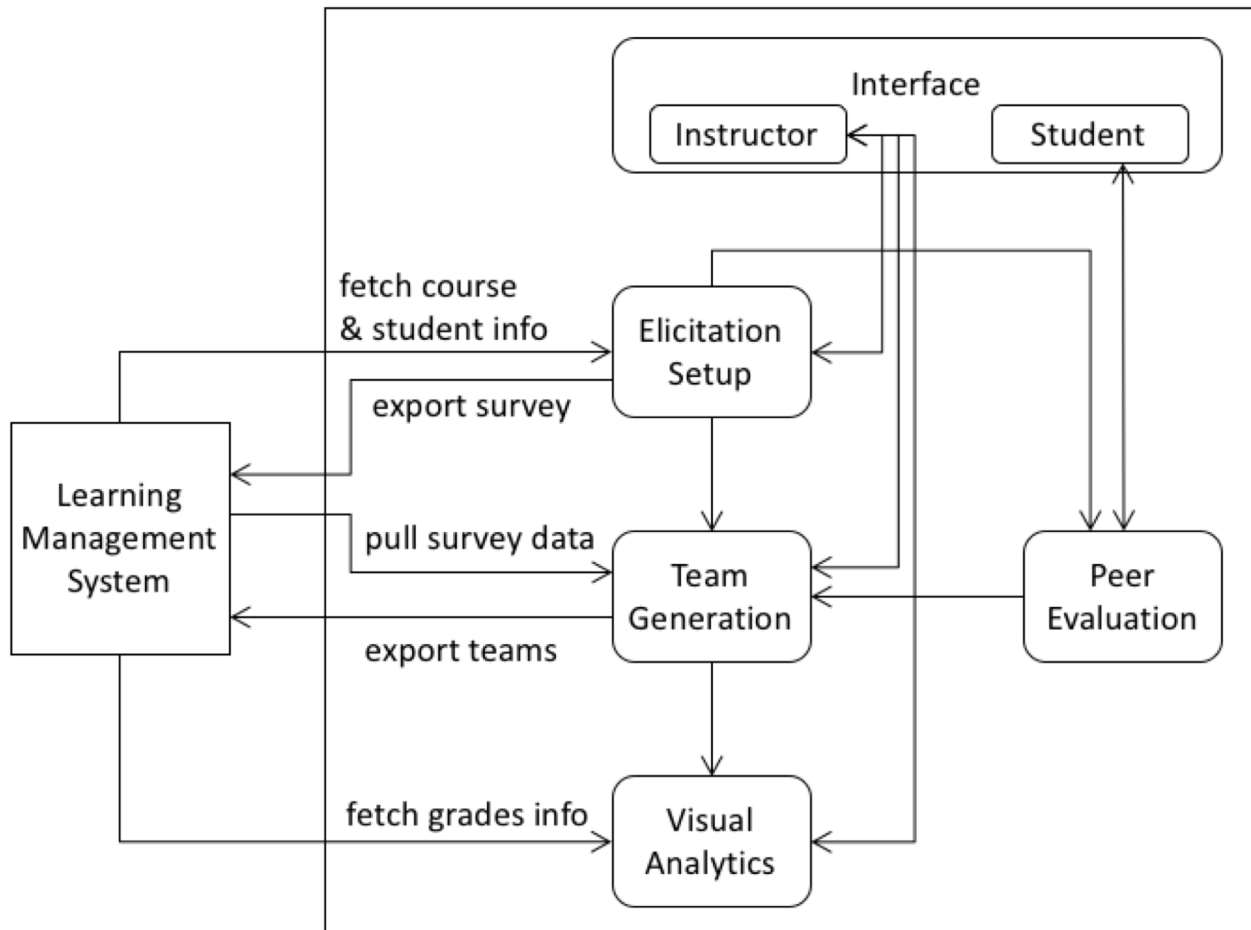 Interface
Instructor
Student
fetch course
& student info
Elicitation
Setup
export survey
Learning
Management
System
pull survey data
Team
Generation
Peer
Evaluation
export teams
fetch grades info
Visual
Analytics